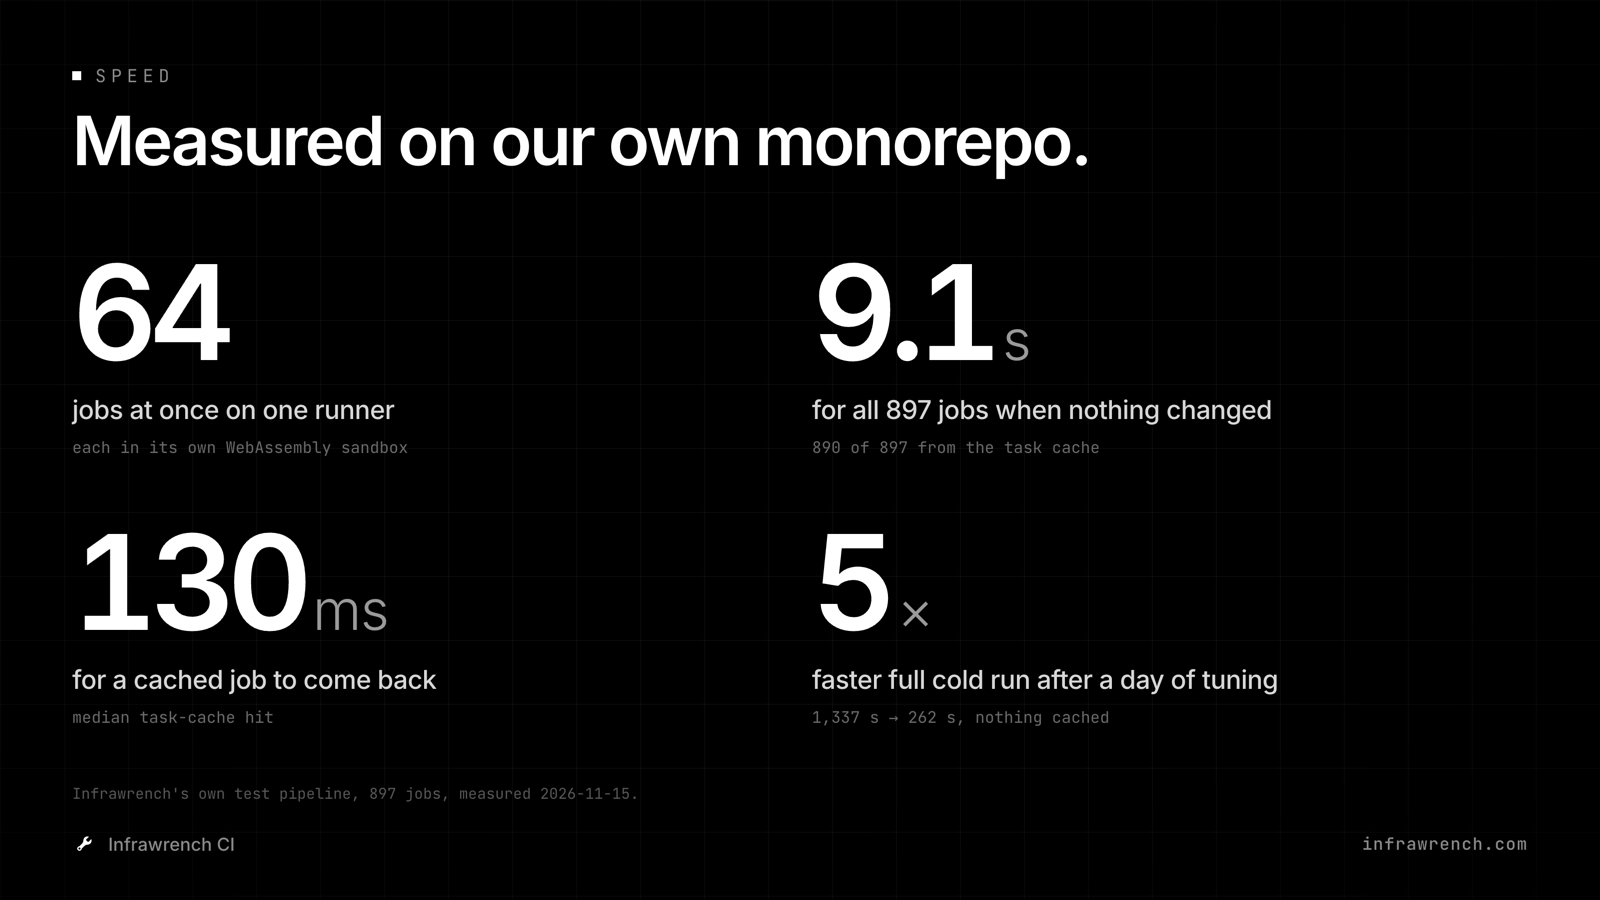 SPEED
Measured on our own monorepo.
64
jobs at once on one runner
each in its own WebAssembly sandbox
9.1 s
for all 897 jobs when nothing changed
890 of 897 from the task cache
130 ms
for a cached job to come back
median task-cache hit
5 ×
faster full cold run after a day of tuning
1,337 s → 262 s, nothing cached
Infrawrench's own test pipeline, 897 jobs, measured 2026-11-15.
Infrawrench CI
infrawrench.com